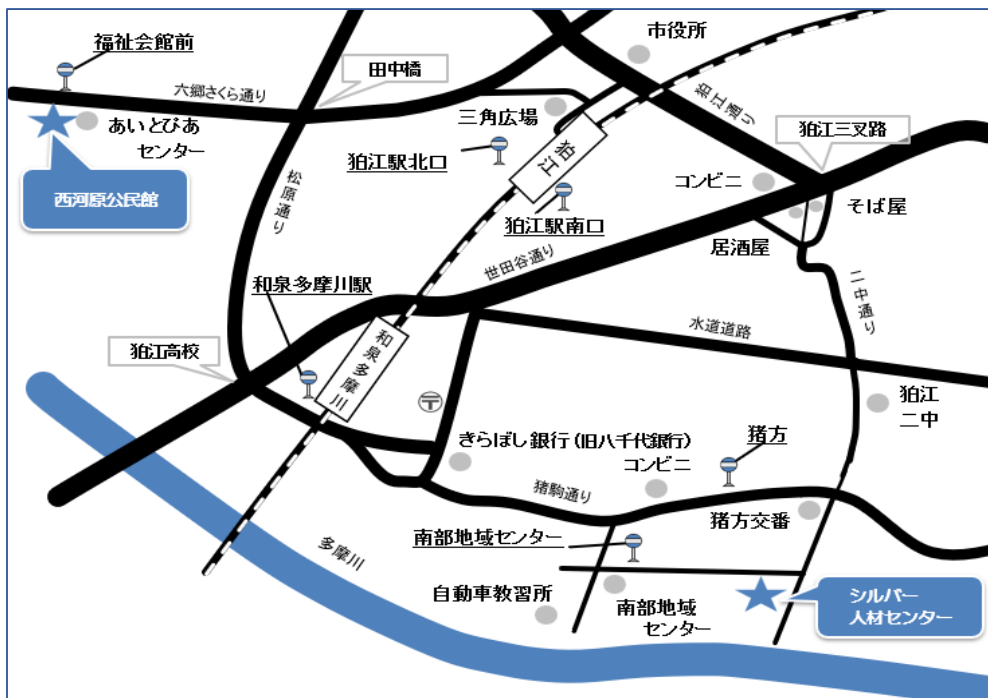 福祉会館前
市役所
田中橋
六郷さくら通り
狛江通り
三角広場
狛江三叉路
あいとぴあ
センター
狛江
狛江駅北口
コンビニ
西河原公民館
松原通り
そば屋
狛江駅南口
居酒屋
世田谷通り
和泉多摩川駅
二中通り
水道道路
和泉多摩川
狛江高校
〒
狛江
二中
きらぼし銀行(旧八千代銀行)
猪方
コンビニ
猪駒通り
猪方交番
南部地域センター
多摩川
自動車教習所
南部地域
センター
シルバー
人材センター